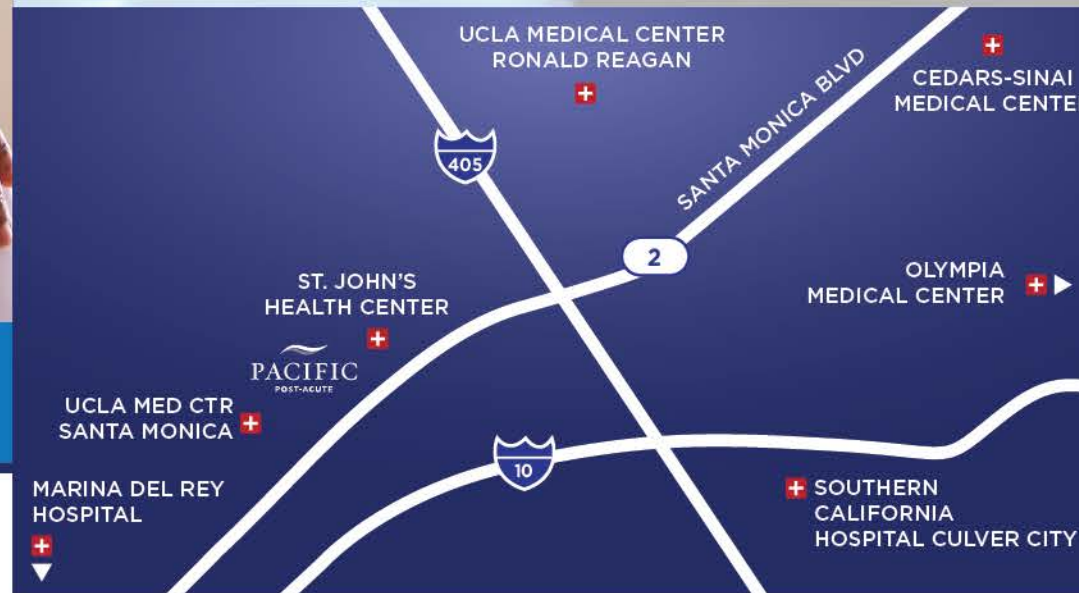 UCLA MEDICAL CENTER
RONALD REAGAN
SANTA MONICA BLVD
CEDARS-SINAI
MEDICAL CENTE
405
2
ST. JOHN'S
HEALTH CENTER
OLYMPIA
MEDICAL CENTER
PACIFIC
POST-ACUTE
UCLA MED CTR
SANTA MONICA
10
MARINA DEL REY
HOSPITAL
SOUTHERN
CALIFORNIA
HOSPITAL CULVER CITY